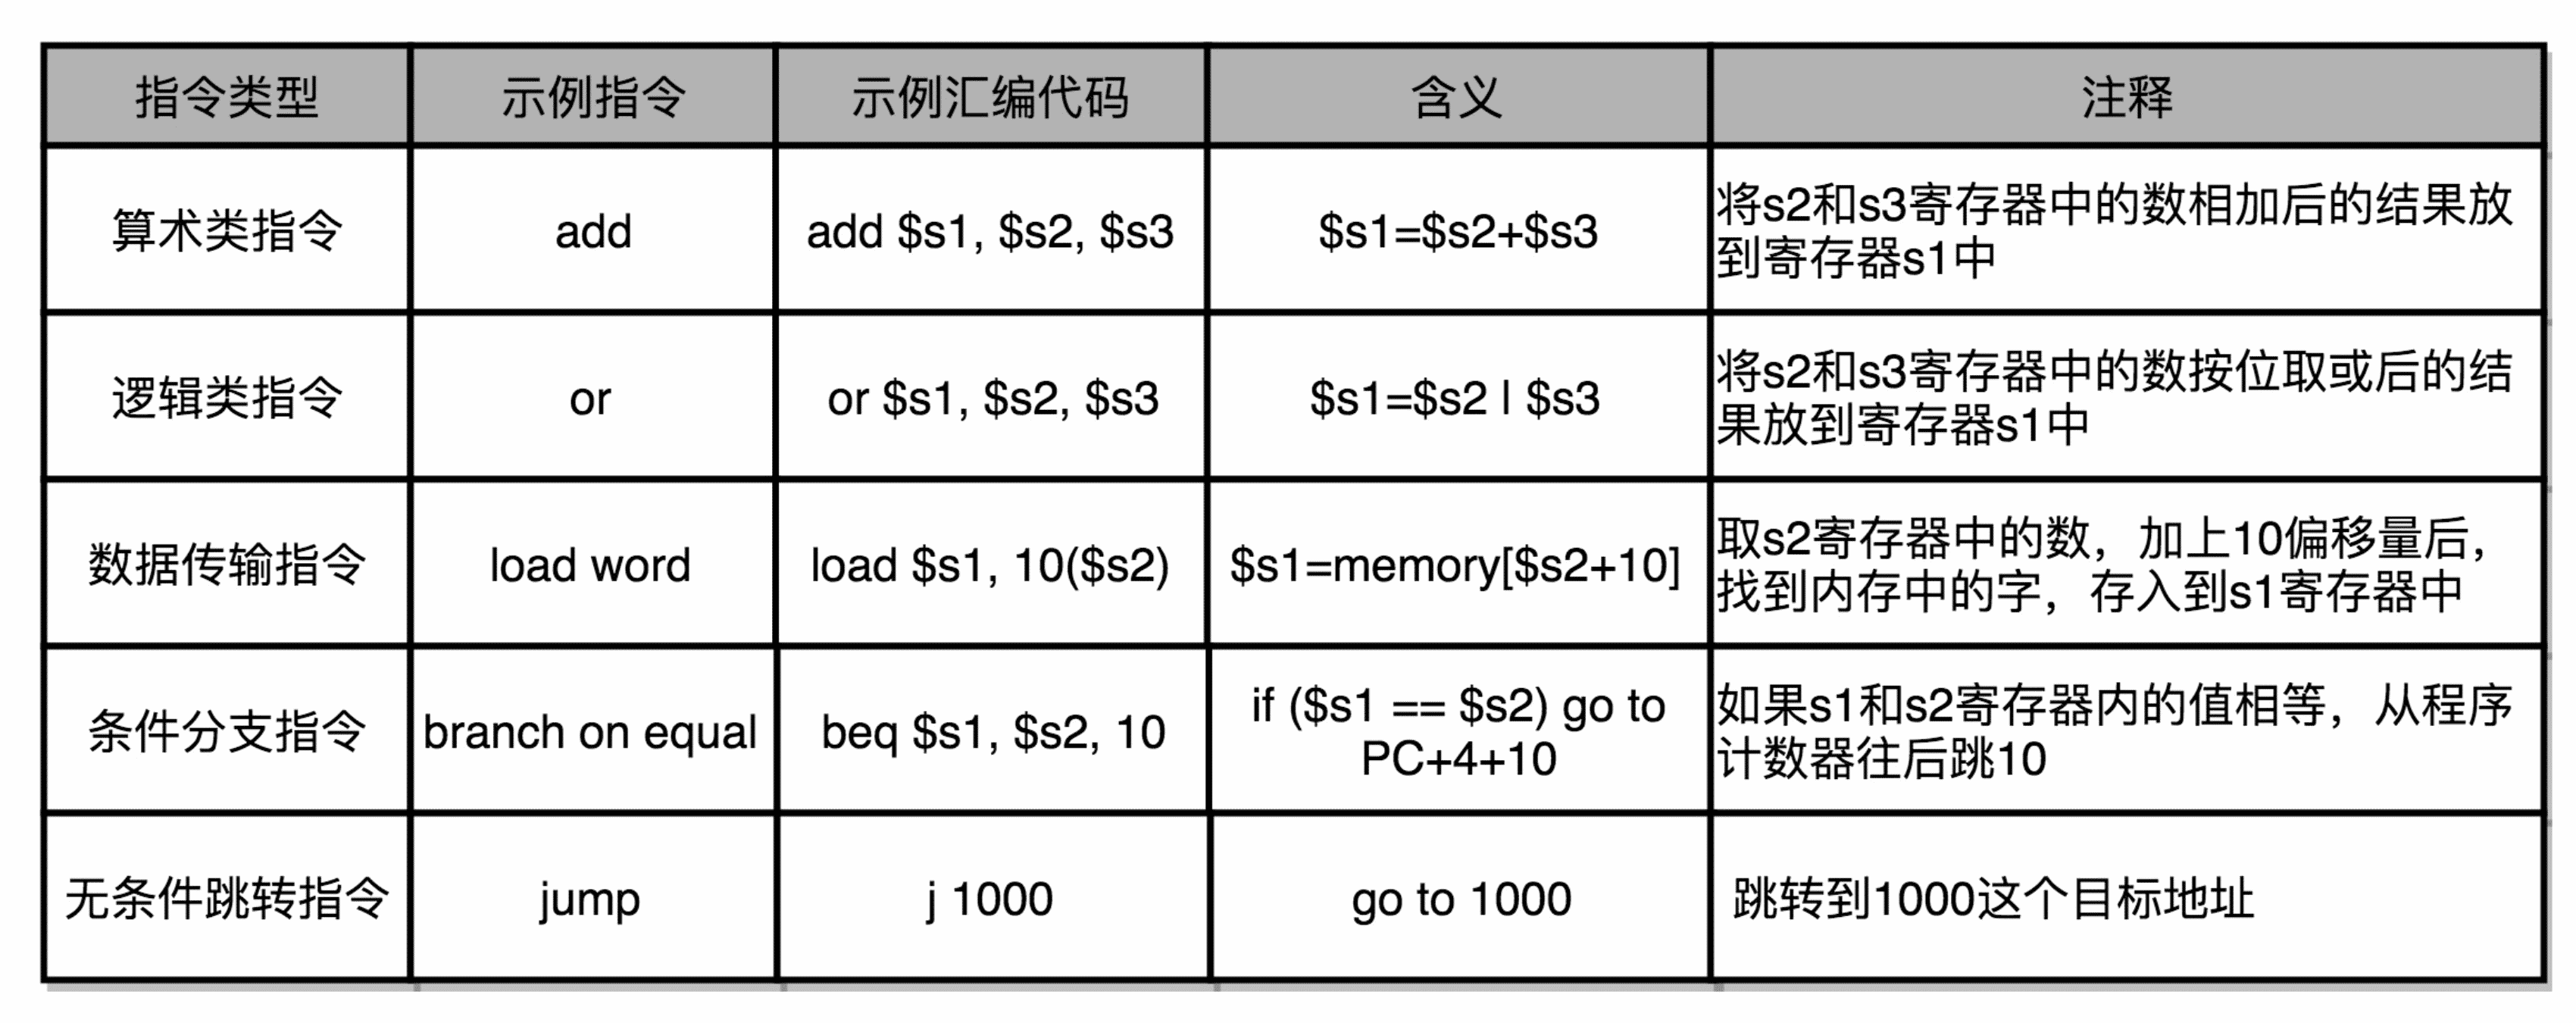 指令类型 示例指令 示例汇编代码 含义 注释
算术类指令 add add $s1, $s2, $s3 $s1=$s2+$s3 将s2和s3寄存器中的数相加后的结果放
到寄存器s1中
逻辑类指令 or or $s1, $s2, $s3 $s1=$s2 | $s3 将s2和s3寄存器中的数按位取或后的结
果放到寄存器s1中
数据传输指令 load word load $s1, 10($s2) $s1=memory[$s2+10] 取s2寄存器中的数，加上10偏移量后，
找到内存中的字，存入到s1寄存器中
条件分支指令 branch on equal beq $s1, $s2, 10 if ($s1 == $s2) go to
PC+4+10
如果s1和s2寄存器内的值相等，从程序
计数器往后跳10
无条件跳转指令 jump j 1000 go to 1000 跳转到1000这个目标地址